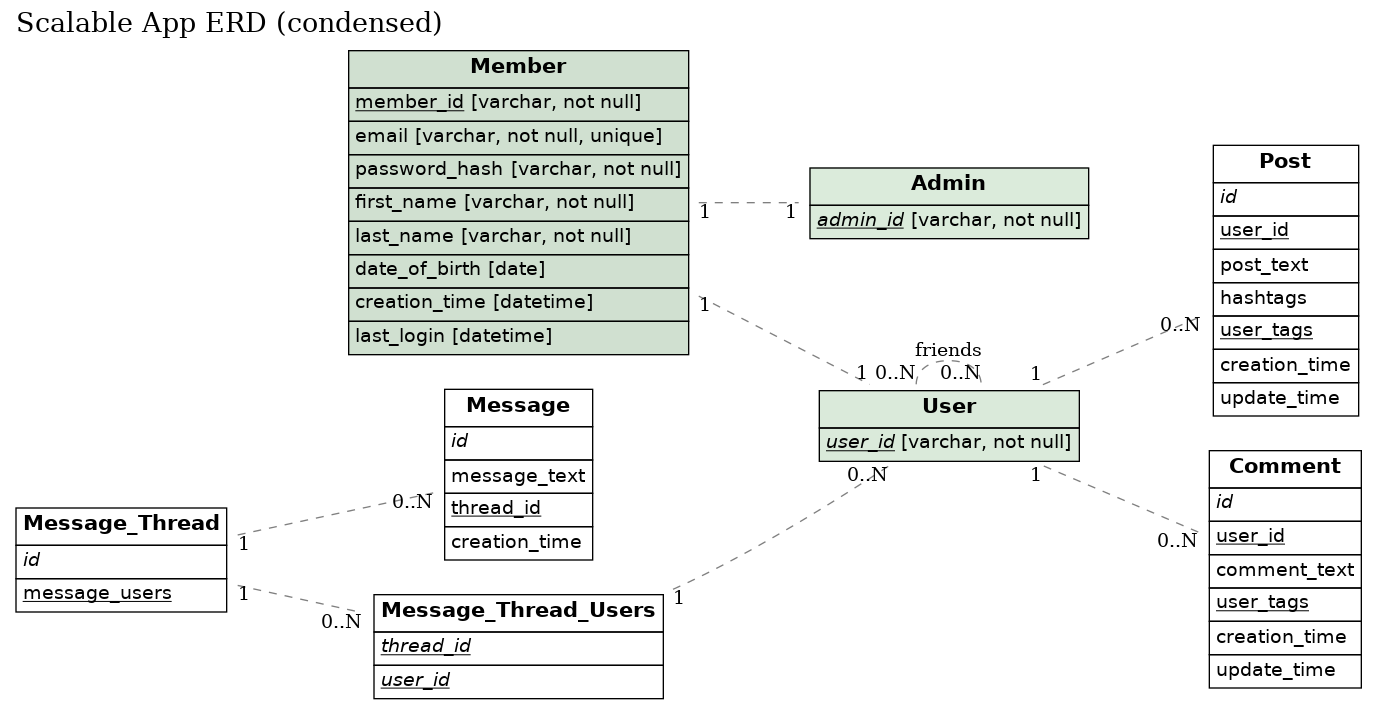 Scalable App ERD (condensed)
Member
member_id [varchar, not null]
email [varchar, not null, unique]
password_hash [varchar, not null]
first_name [varchar, not null]
last_name [varchar, not null]
date_of_birth [date]
creation_time [datetime]
last_login [datetime]
1
1
Admin
admin_id [varchar, not null]
1
1
friends
0..N
0..N
User
user_id [varchar, not null]
1
0..N
Post
id
user_id
post_text
hashtags
user_tags
creation_time
update_time
1
0..N
Comment
id
user_id
comment_text
user_tags
creation_time
update_time
Message
id
message_text
thread_id
creation_time
0..N
1
Message_Thread
id
message_users
1
0..N
Message_Thread_Users
thread_id
user_id
1
0..N